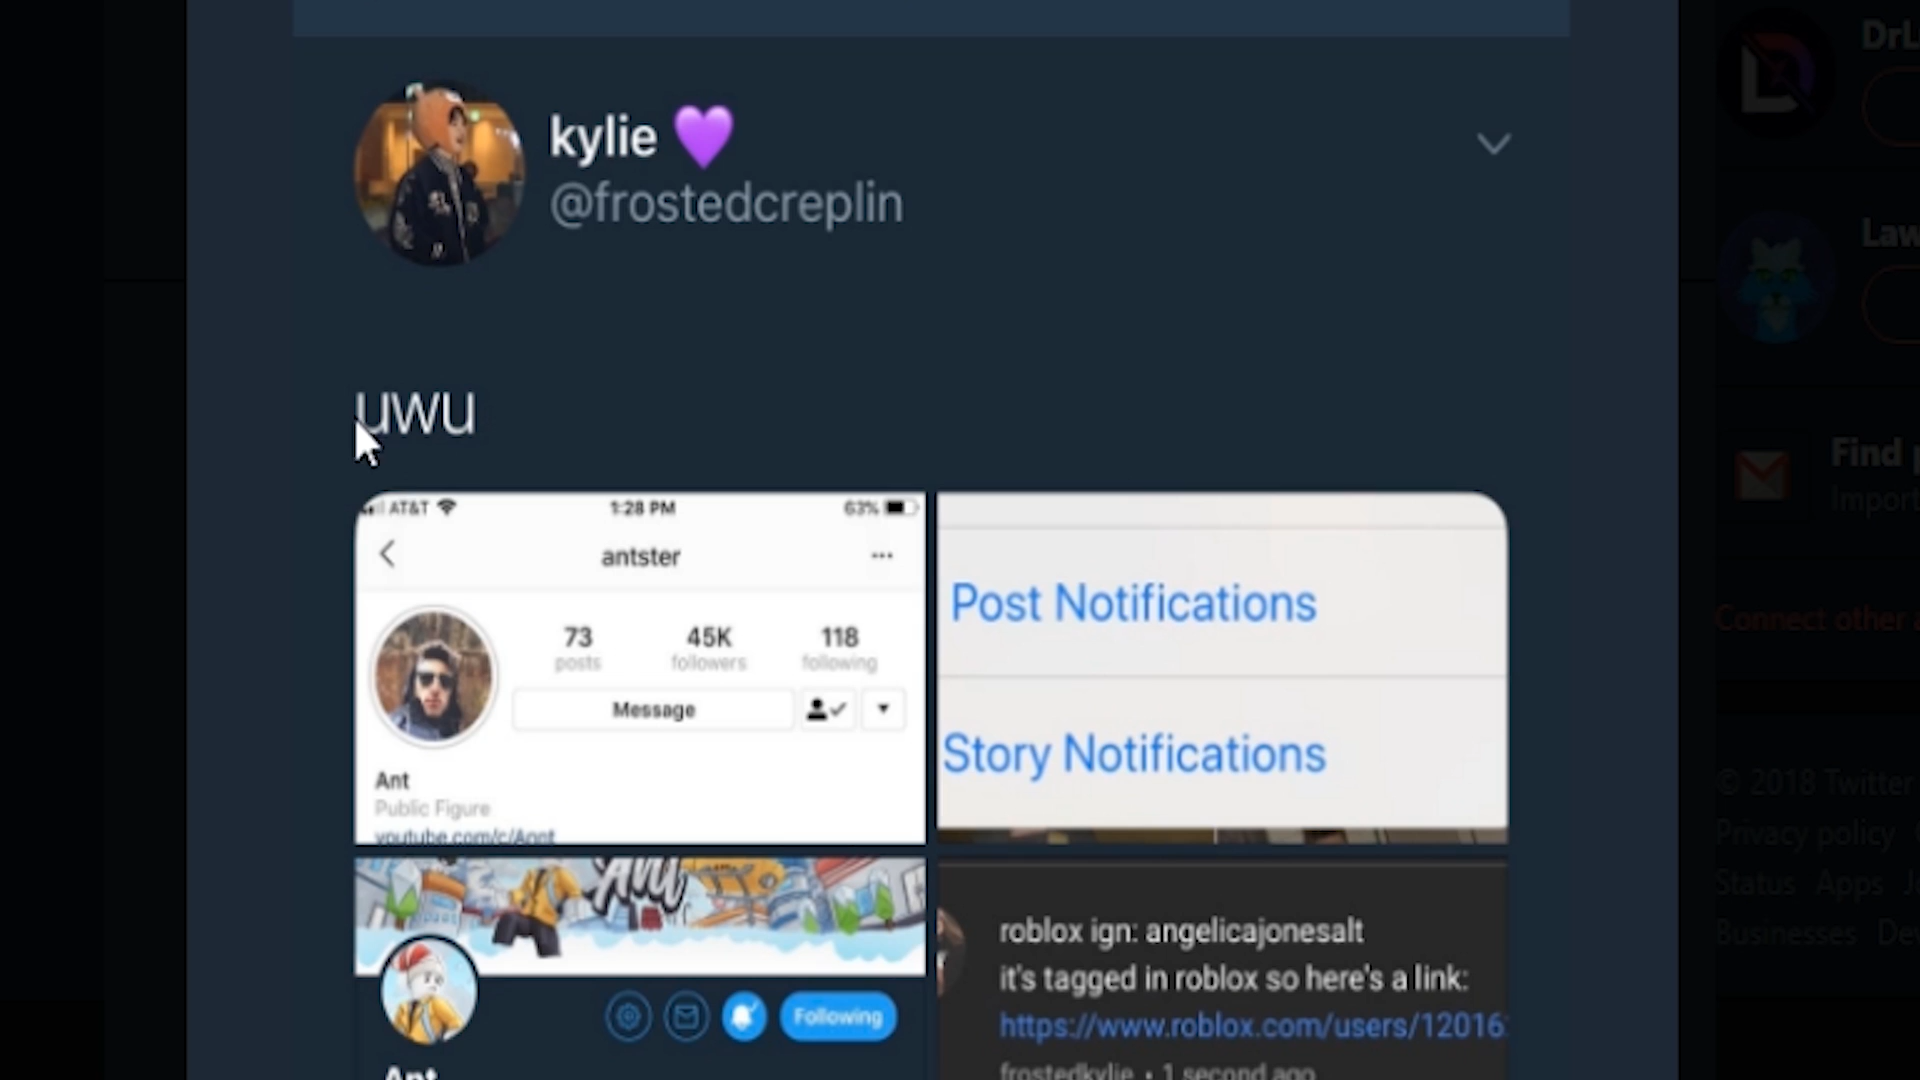 kylie 💜
@frostedcreplin
uwu
AT&T 1:28 PM 63%
antster
73 45K 118
posts followers following
Message
Ant
Public Figure
youtube.com/c/Annt
Post Notifications
Story Notifications
Ant
Following
Ant
roblox ign: angelicajonesalt
it's tagged in roblox so here's a link:
https://www.roblox.com/users/12016
frostedkylie • 1 second ago
DrL
Law
Find
Import
Connect other
© 2018 Twitter
Privacy policy
Status Apps
Businesses